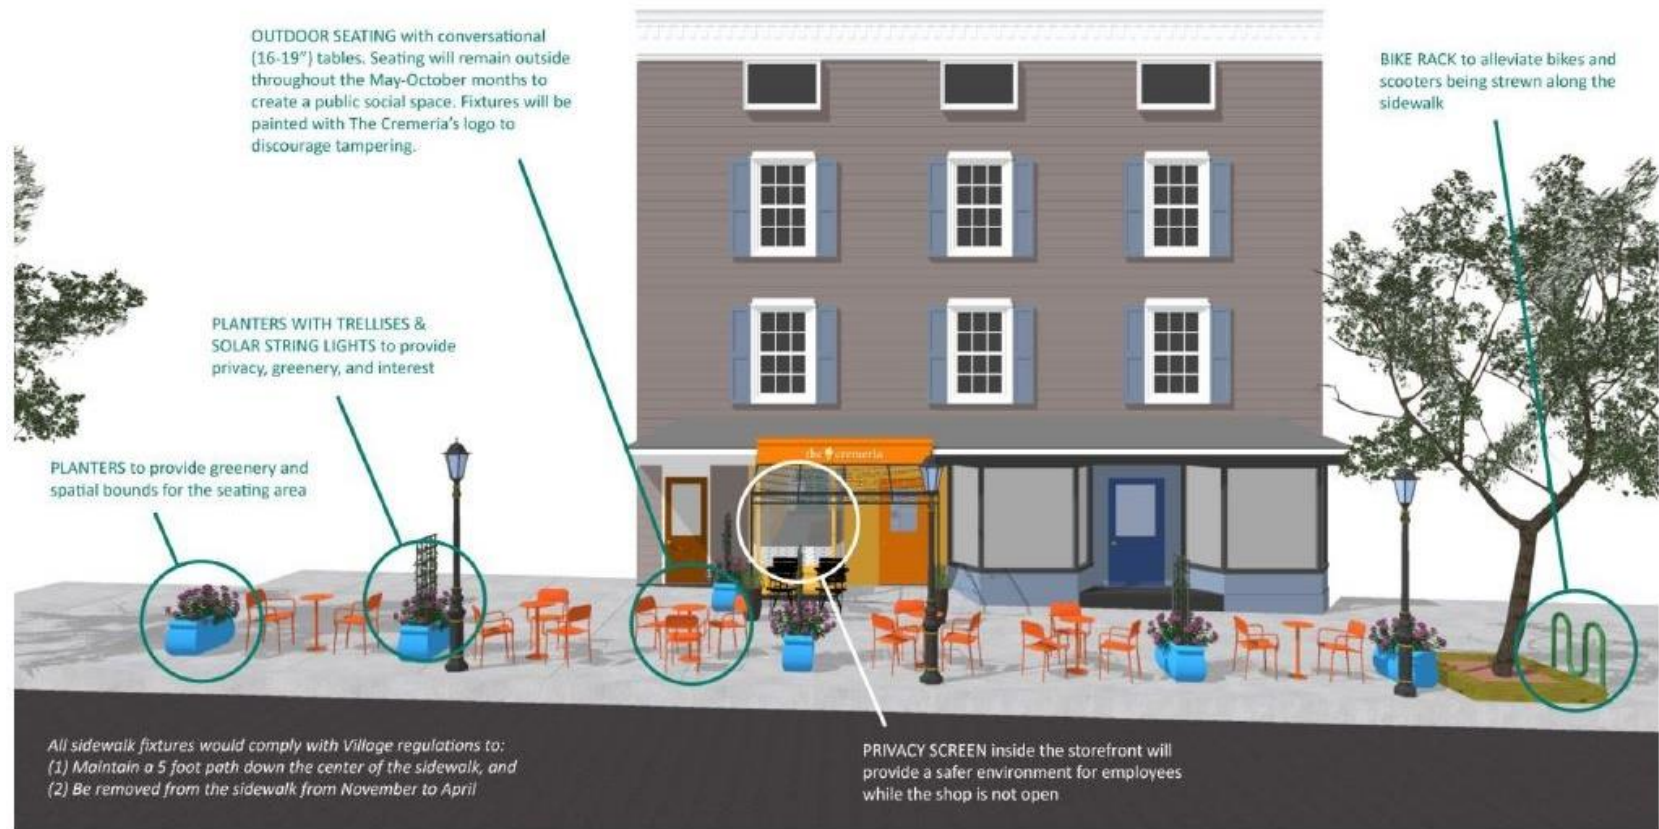 OUTDOOR SEATING with conversational
(16-19") tables. Seating will remain outside
throughout the May-October months to
create a public social space. Fixtures will be
painted with The Cremeria's logo to
discourage tampering.
BIKE RACK to alleviate bikes and
scooters being strewn along the
sidewalk
PLANTERS WITH TRELLISES &
SOLAR STRING LIGHTS to provide
privacy, greenery, and interest
PLANTERS to provide greenery and
spatial bounds for the seating area
the cremeria
All sidewalk fixtures would comply with Village regulations to:
(1) Maintain a 5 foot path down the center of the sidewalk, and
(2) Be removed from the sidewalk from November to April
PRIVACY SCREEN inside the storefront will
provide a safer environment for employees
while the shop is not open